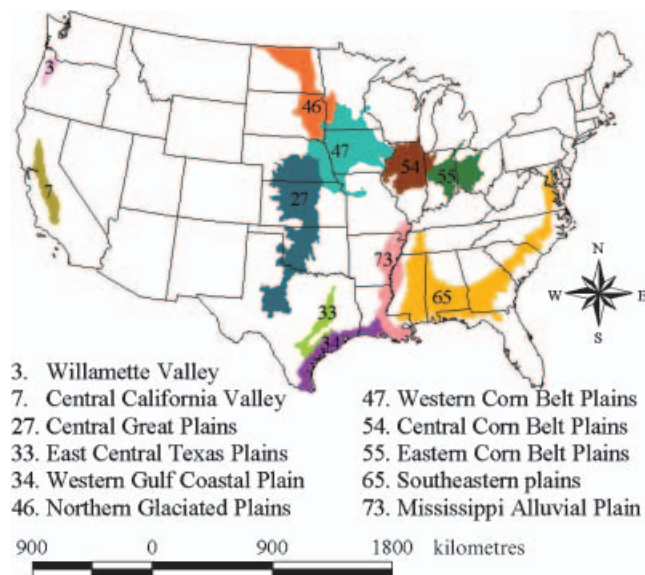 3
46
47
54
55
7
27
73
65
33
34
N
W E
S
3. Willamette Valley
7. Central California Valley
27. Central Great Plains
33. East Central Texas Plains
34. Western Gulf Coastal Plain
46. Northern Glaciated Plains
47. Western Corn Belt Plains
54. Central Corn Belt Plains
55. Eastern Corn Belt Plains
65. Southeastern plains
73. Mississippi Alluvial Plain
900 0 900 1800 kilometres